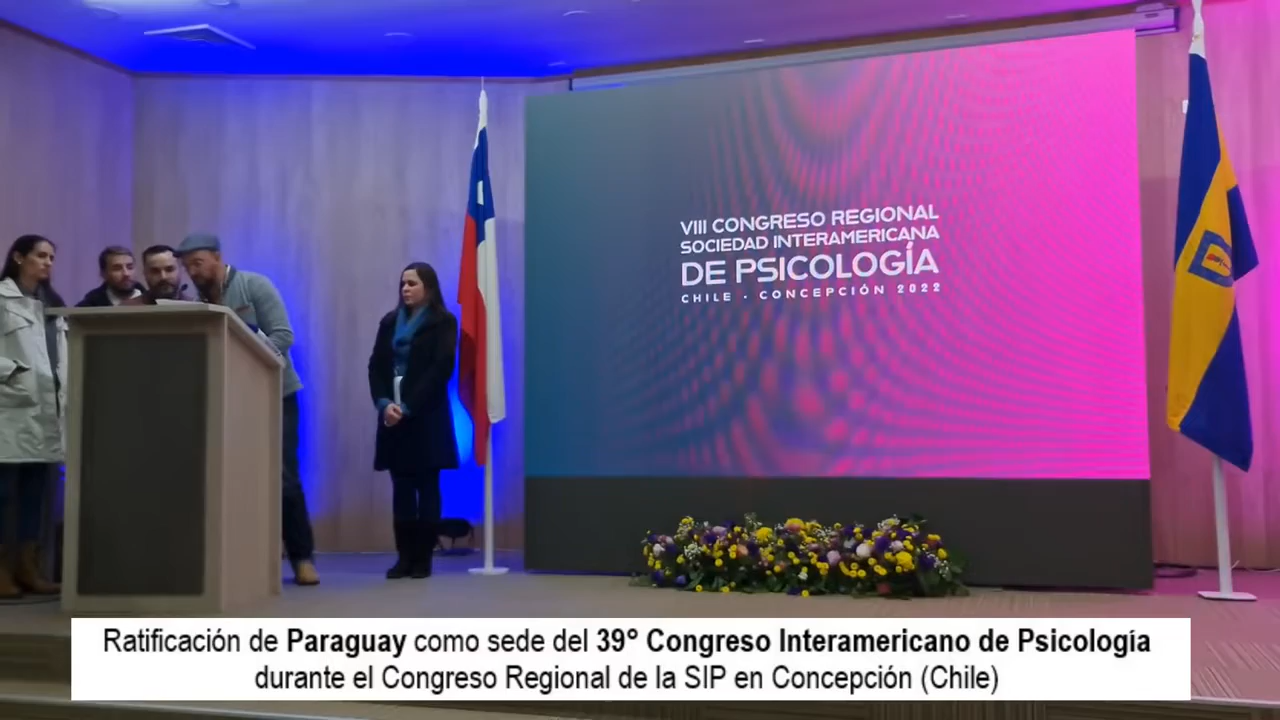 VIII CONGRESO REGIONAL
SOCIEDAD INTERAMERICANA
DE PSICOLOGÍA
CHILE - CONCEPCIÓN 2022
Ratificación de Paraguay como sede del 39° Congreso Interamericano de Psicología
durante el Congreso Regional de la SIP en Concepción (Chile)